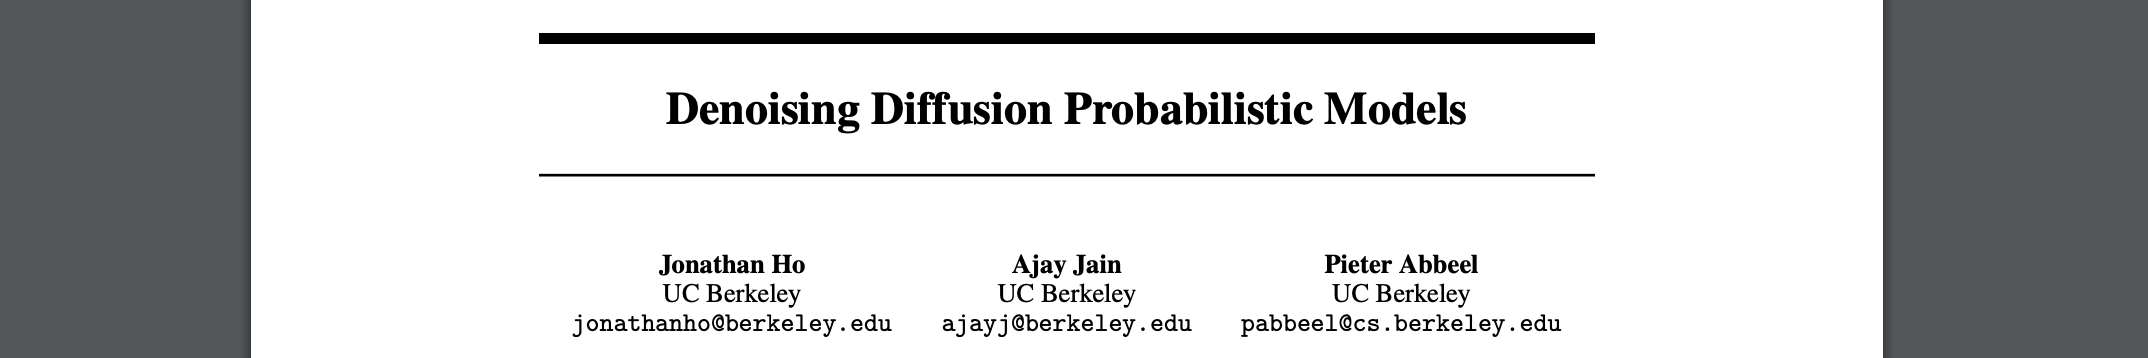 Denoising Diffusion Probabilistic Models
Jonathan Ho
UC Berkeley
jonathanho@berkeley.edu
Ajay Jain
UC Berkeley
ajayj@berkeley.edu
Pieter Abbeel
UC Berkeley
pabbeel@cs.berkeley.edu